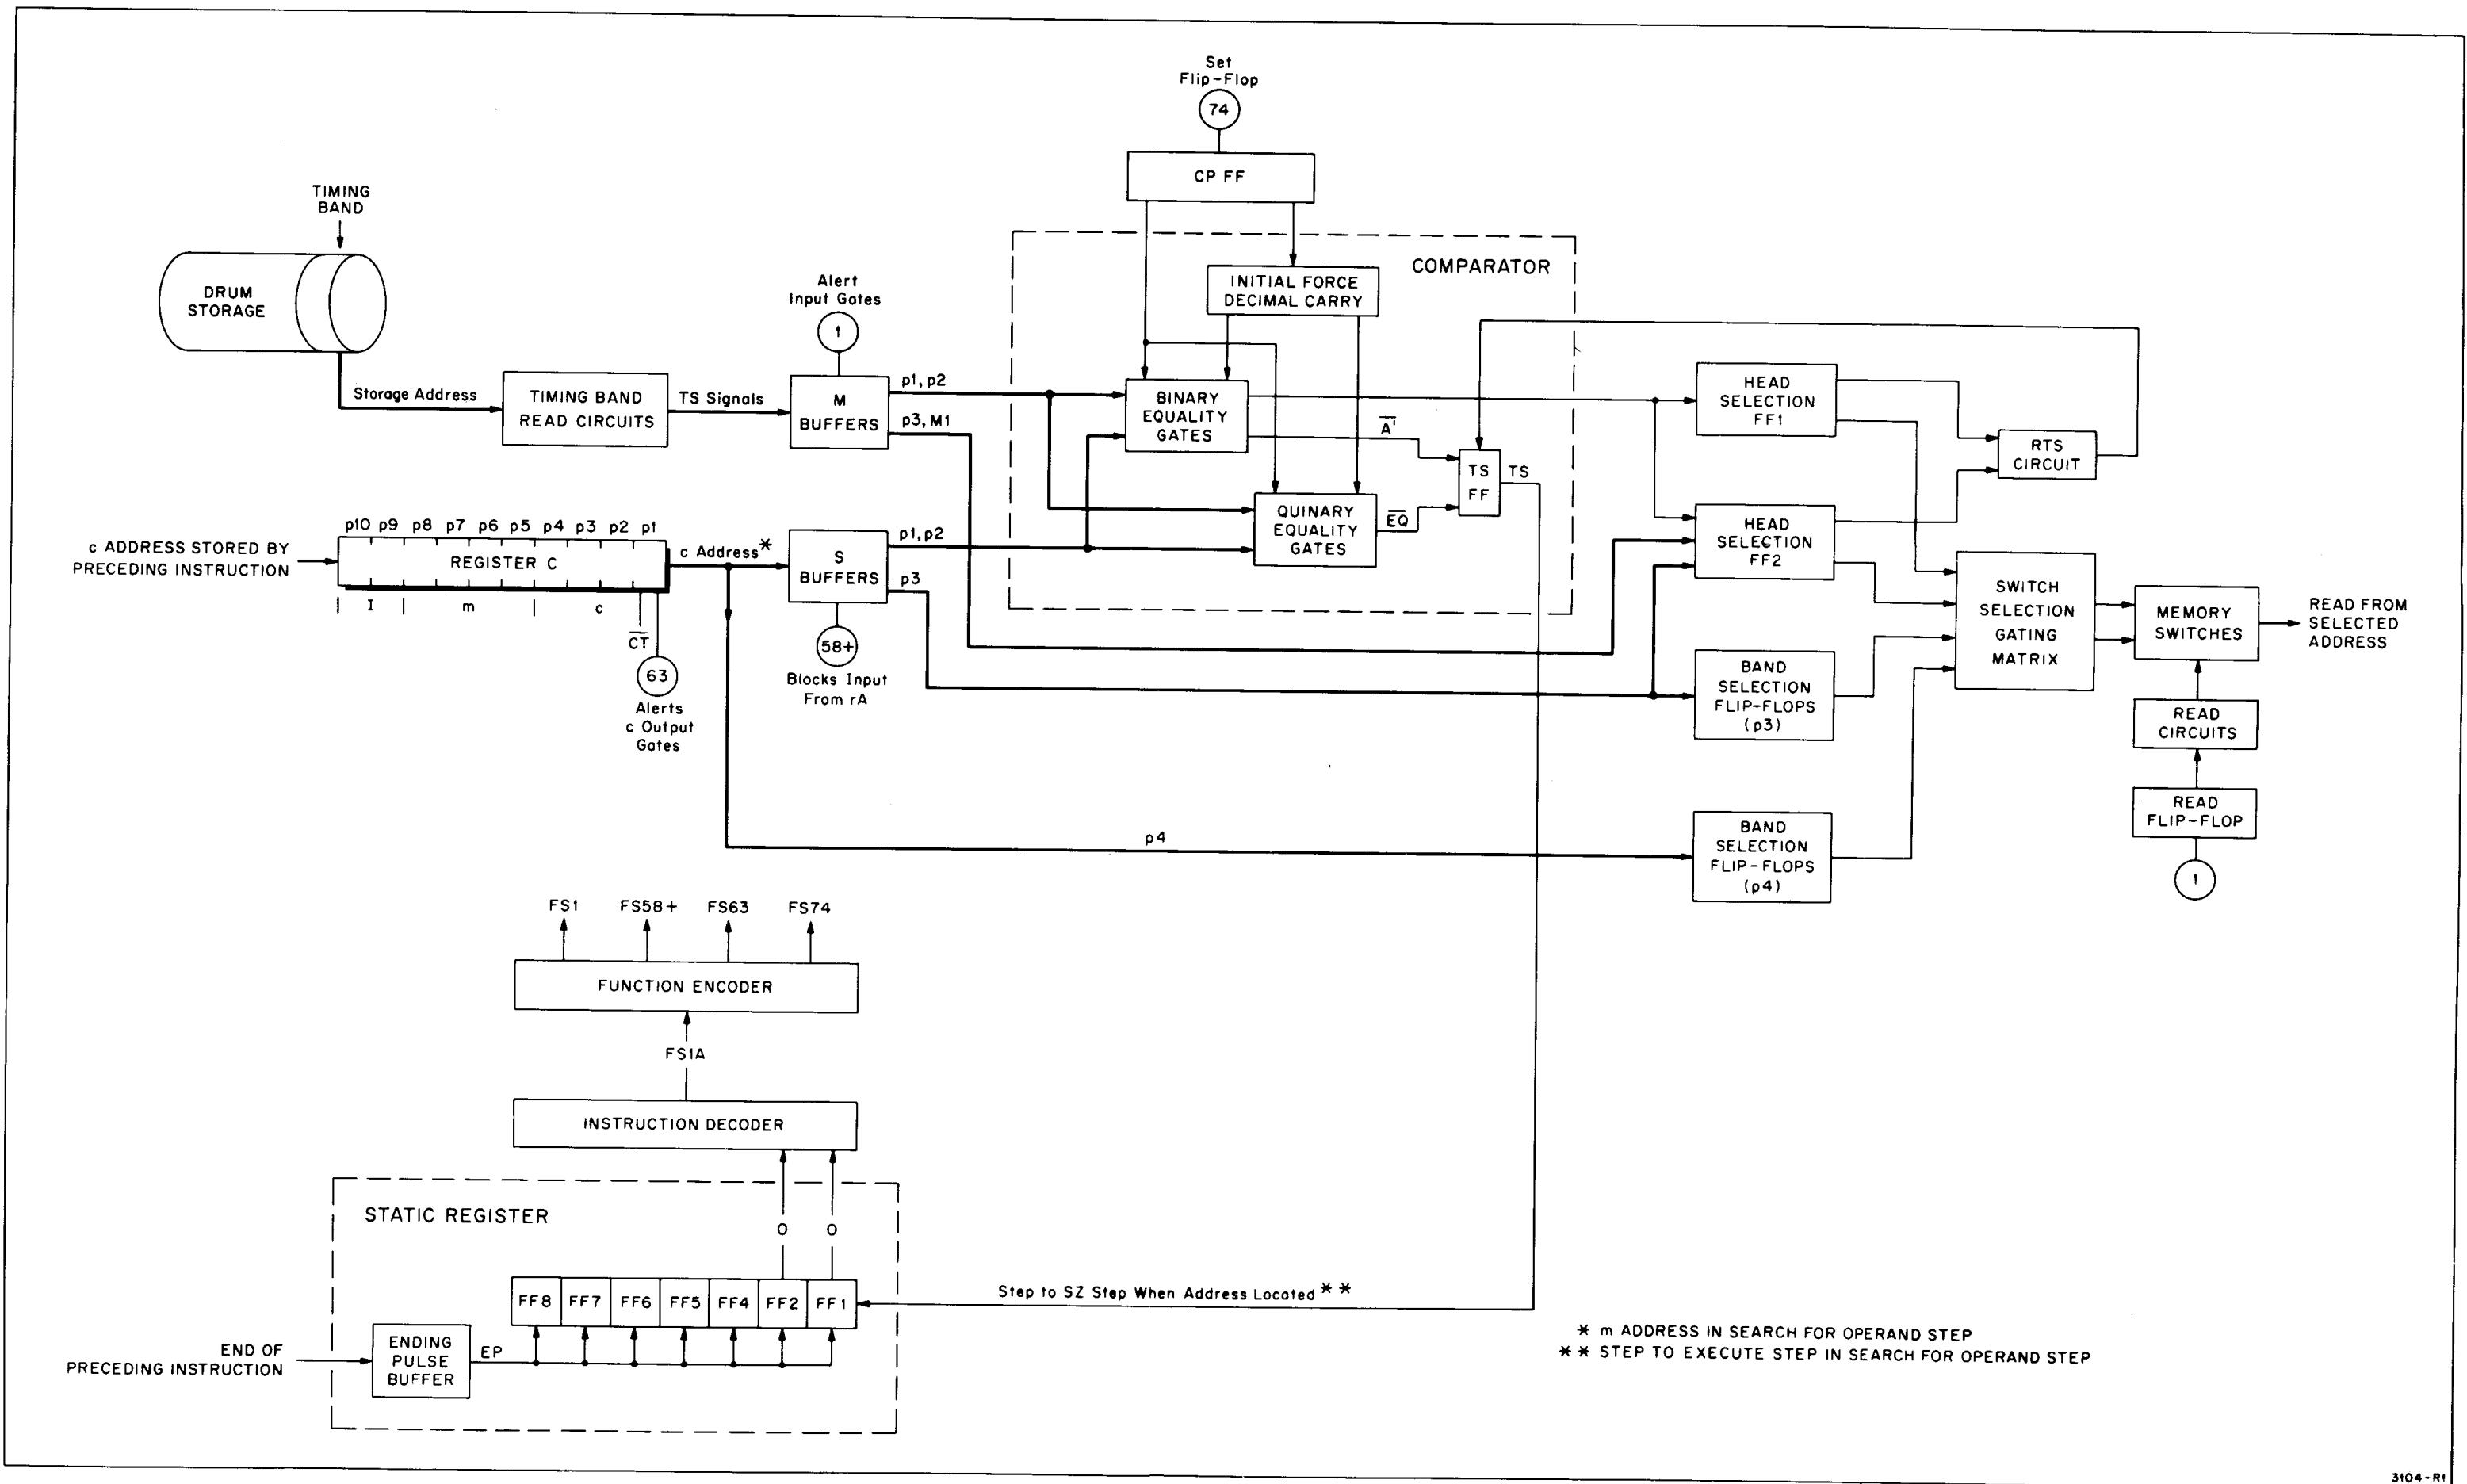 Set
Flip-Flop
74
CP FF
TIMING
BAND
DRUM
STORAGE
Alert
Input Gates
1
COMPARATOR
INITIAL FORCE
DECIMAL CARRY
Storage Address
TIMING BAND
READ CIRCUITS
TS Signals
M
BUFFERS
p1, p2
p3, M1
BINARY
EQUALITY
GATES
A'
TS
FF
TS
QUINARY
EQUALITY
GATES
EQ
HEAD
SELECTION
FF1
RTS
CIRCUIT
HEAD
SELECTION
FF2
c ADDRESS STORED BY
PRECEDING INSTRUCTION
p10 p9 p8 p7 p6 p5 p4 p3 p2 p1
REGISTER C
I m c
CT
63
Alerts
c Output
Gates
c Address*
S
BUFFERS
p1, p2
p3
58+
Blocks Input
From rA
SWITCH
SELECTION
GATING
MATRIX
MEMORY
SWITCHES
READ FROM
SELECTED
ADDRESS
BAND
SELECTION
FLIP-FLOPS
(p3)
READ
CIRCUITS
READ
FLIP-FLOP
1
p4
BAND
SELECTION
FLIP-FLOPS
(p4)
FS1 FS58+ FS63 FS74
FUNCTION ENCODER
FS1A
INSTRUCTION DECODER
STATIC REGISTER
0 0
FF8 FF7 FF6 FF5 FF4 FF2 FF1
Step to SZ Step When Address Located**
END OF
PRECEDING INSTRUCTION
ENDING
PULSE
BUFFER
EP
* m ADDRESS IN SEARCH FOR OPERAND STEP
** STEP TO EXECUTE STEP IN SEARCH FOR OPERAND STEP
3104-R1